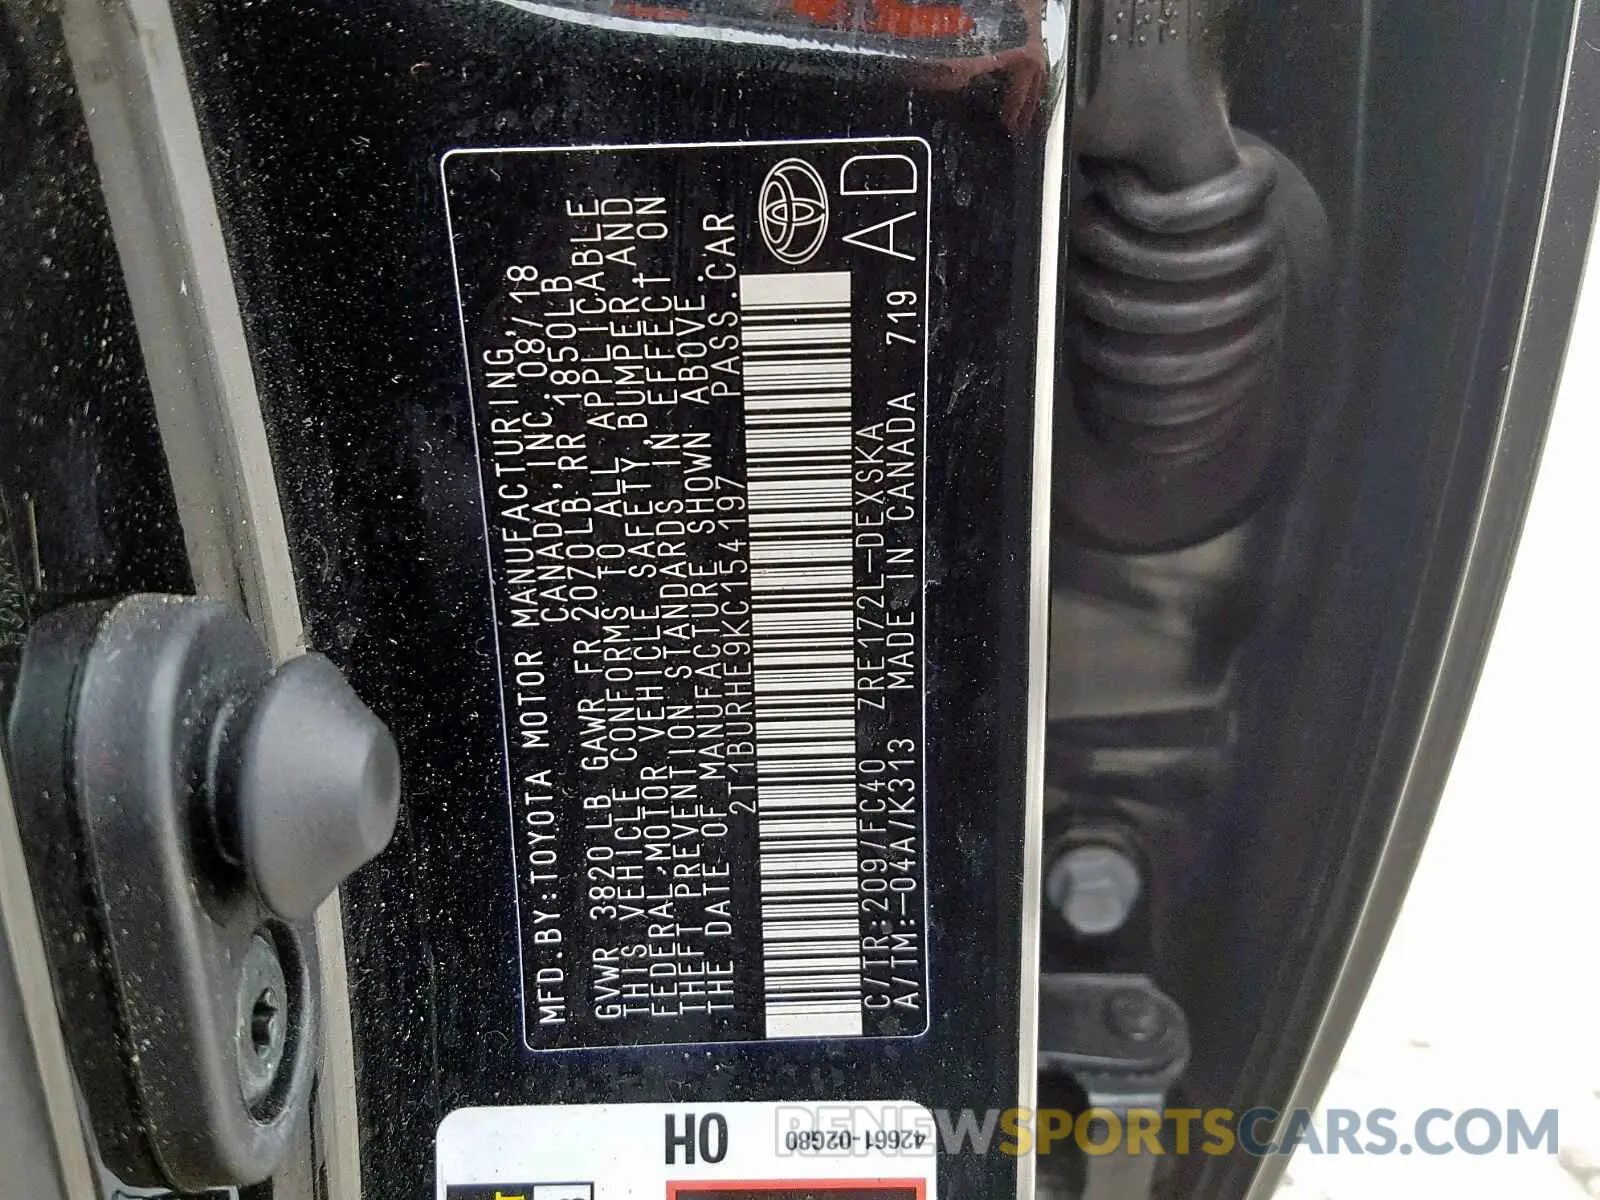 MFD.BY:TOYOTA MOTOR MANUFACTURING,
CANADA,INC. 08/18
GVWR 3820LB GAWR FR 2070LB,RR 1850LB
THIS VEHICLE CONFORMS TO ALL APPLICABLE
FEDERAL,MOTOR VEHICLE SAFETY,BUMPER,AND
THEFT PREVENTION STANDARDS IN EFFECT ON
THE DATE OF MANUFACTURE SHOWN ABOVE.
2T1BURHE9KC154197 PASS.CAR
C/TR:209/FC40 ZRE172L-DEXSKA
A/TM:-04A/K313 MADE IN CANADA 719
AD
H0
42661-02G80
RENEWSPORTSCARS.COM